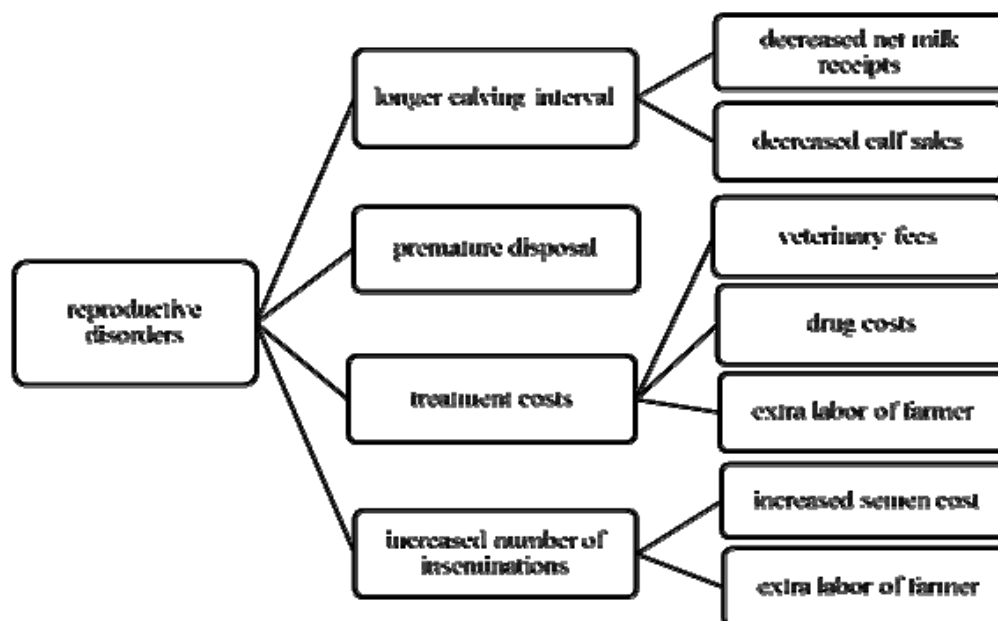 reproductive
disorders
longer calving interval
decreased net milk
receipts
decreased calf sales
premature disposal
treatment costs
veterinary fees
drug costs
extra labor of farmer
increased number of
inseminations
increased semen cost
extra labor of farmer